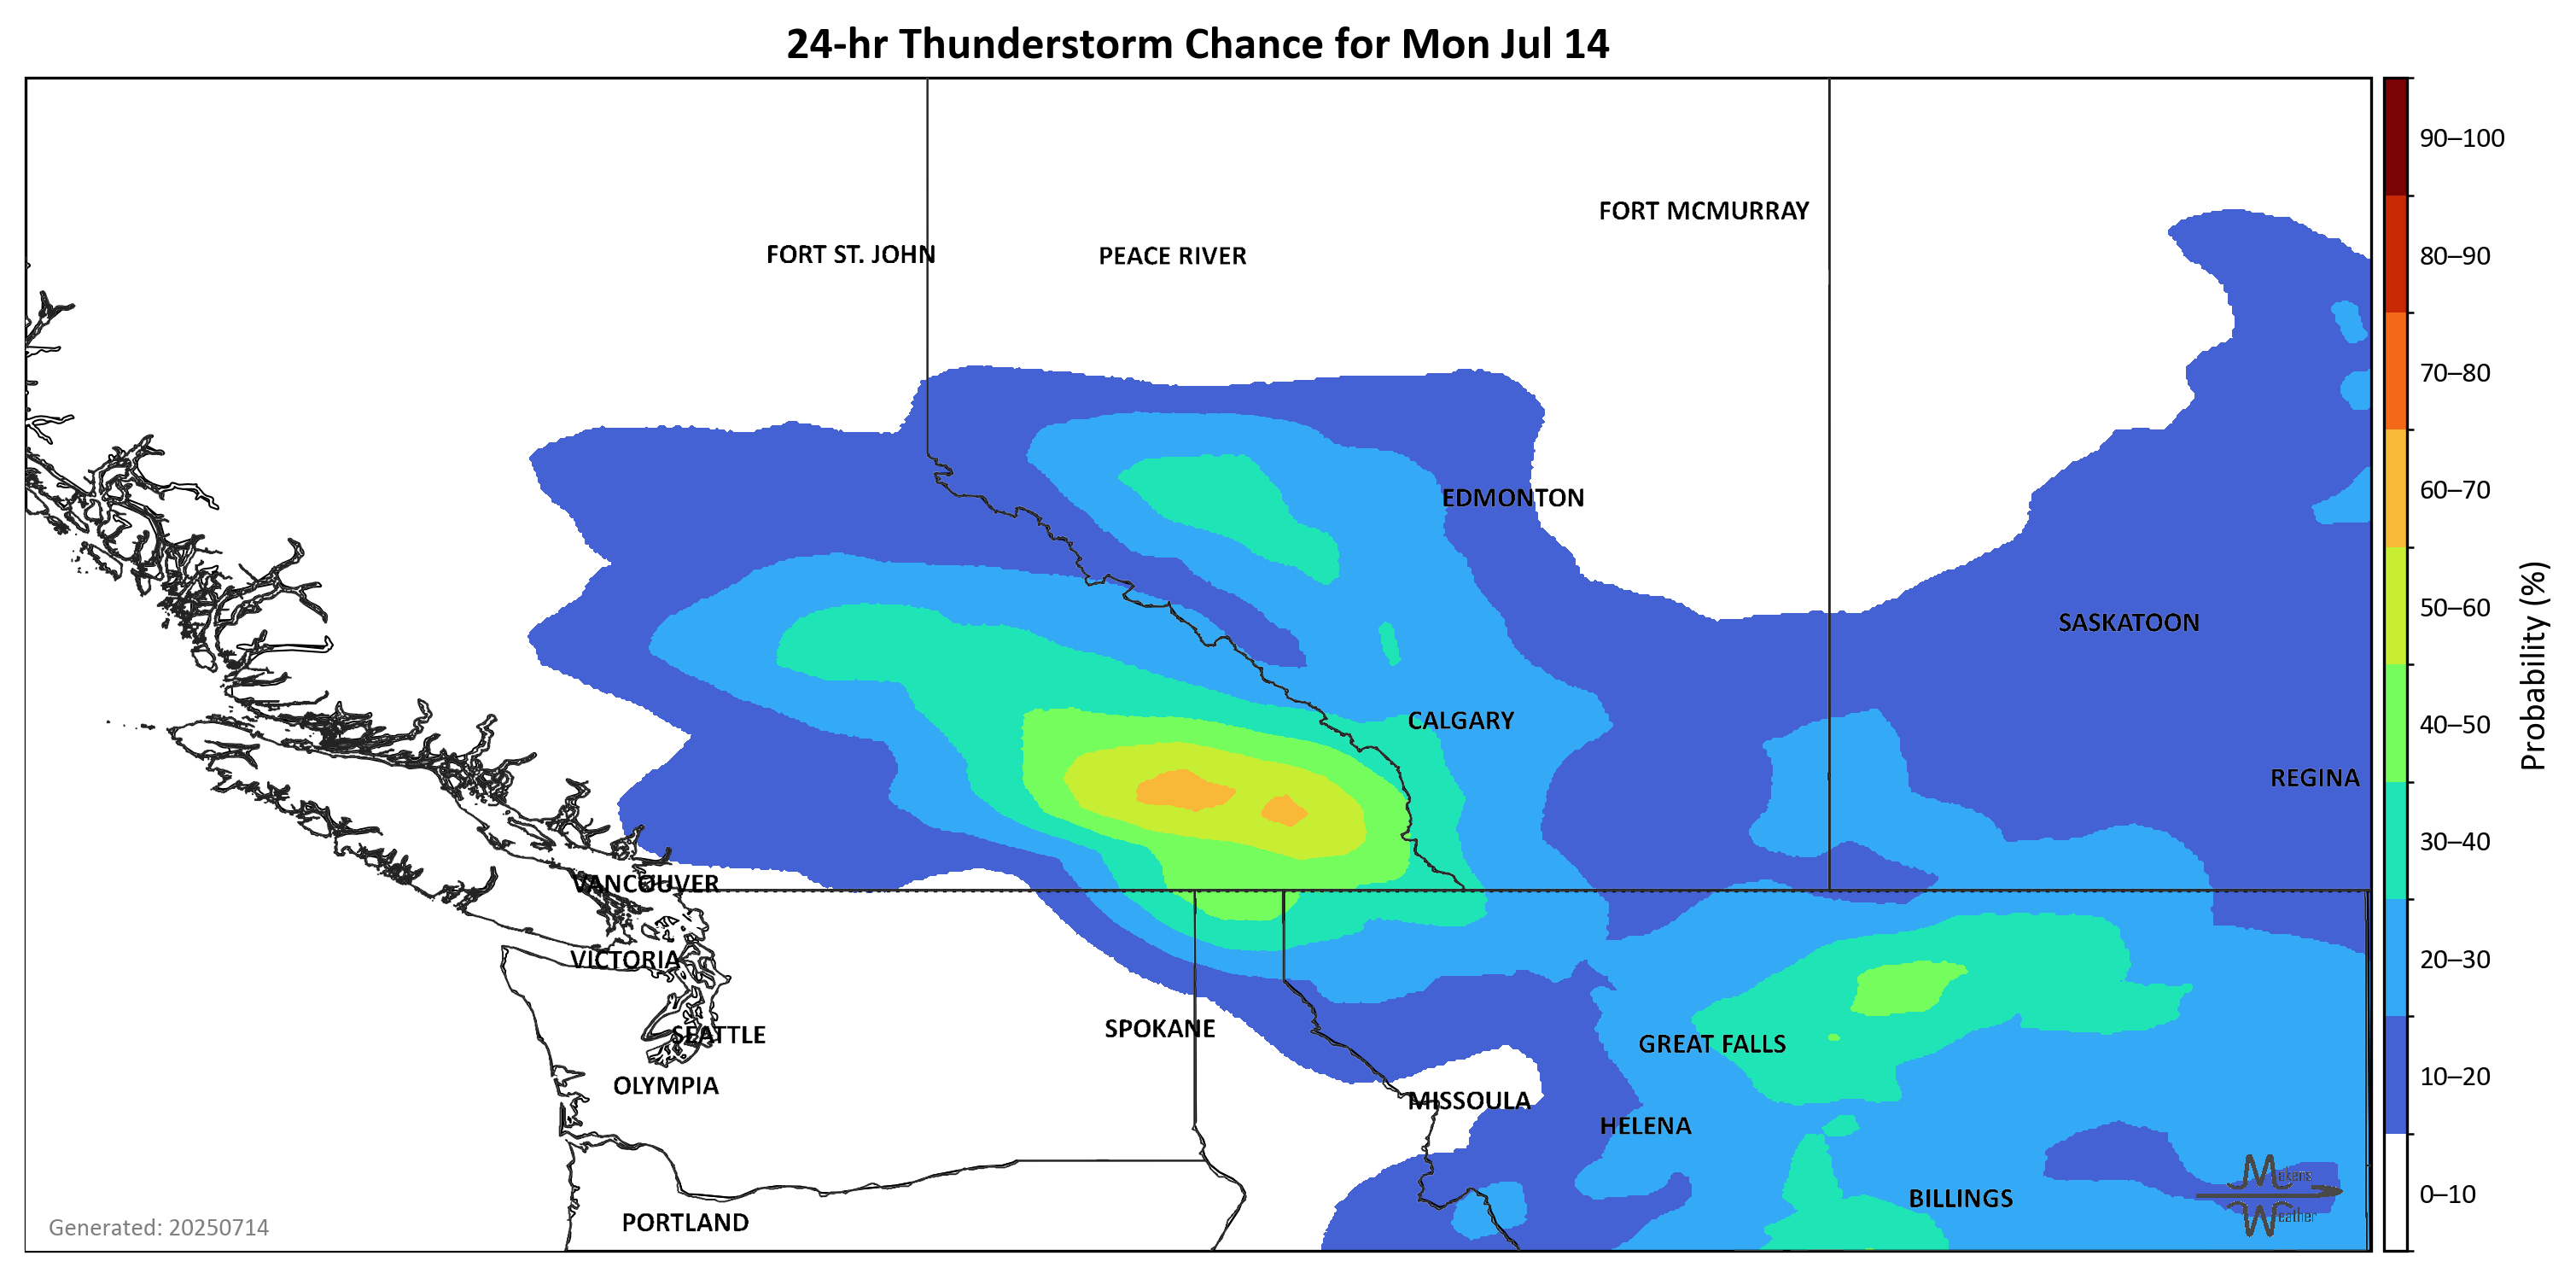 24-hr Thunderstorm Chance for Mon Jul 14
FORT MCMURRAY
FORT ST. JOHN
PEACE RIVER
EDMONTON
SASKATOON
CALGARY
REGINA
VANCOUVER
VICTORIA
SPOKANE
SEATTLE
GREAT FALLS
OLYMPIA
MISSOULA
HELENA
BILLINGS
PORTLAND
Generated: 20250714
Mekens
Weather
90–100
80–90
70–80
60–70
50–60
40–50
30–40
20–30
10–20
0–10
Probability (%)